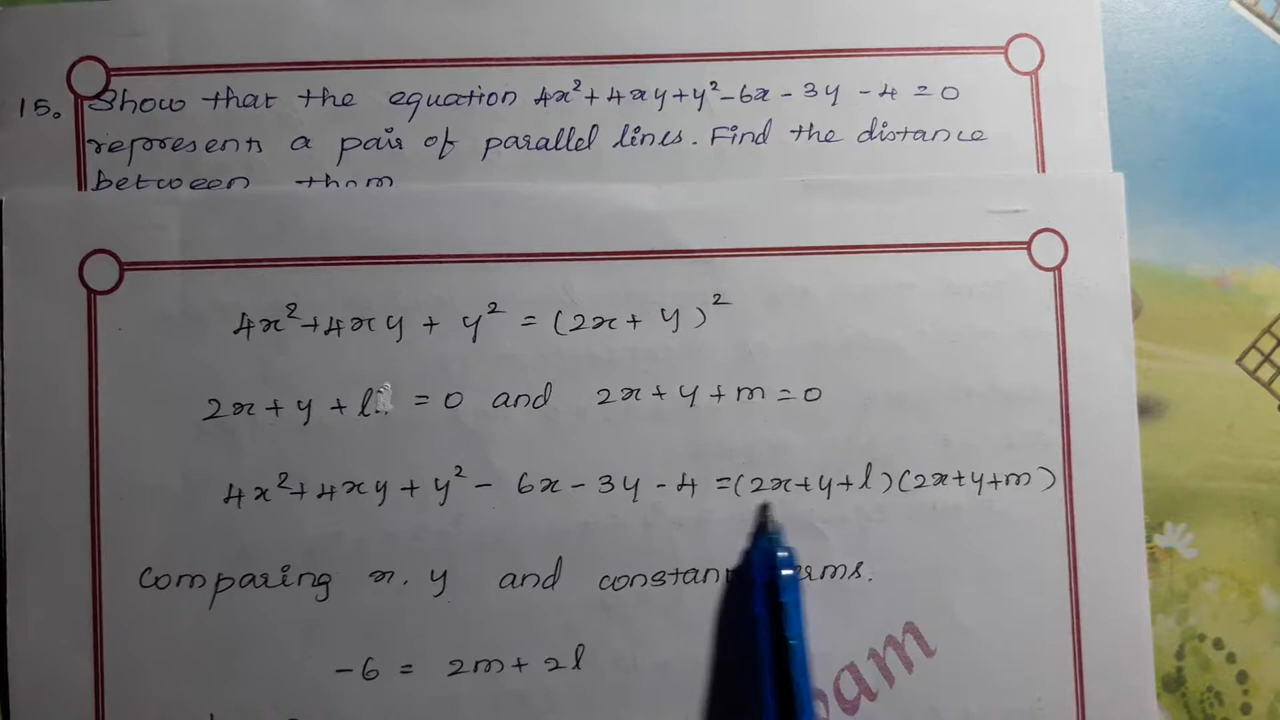 15. Show that the equation 4x²+4xy+y²-6x-3y-4=0
represents a pair of parallel lines. Find the distance
between them
4x²+4xy+y²=(2x+y)²
2x+y+l =0 and 2x+y+m=0
4x²+4xy+y²-6x-3y-4=(2x+y+l)(2x+y+m)
comparing x, y and constant
-6 = 2m+2l